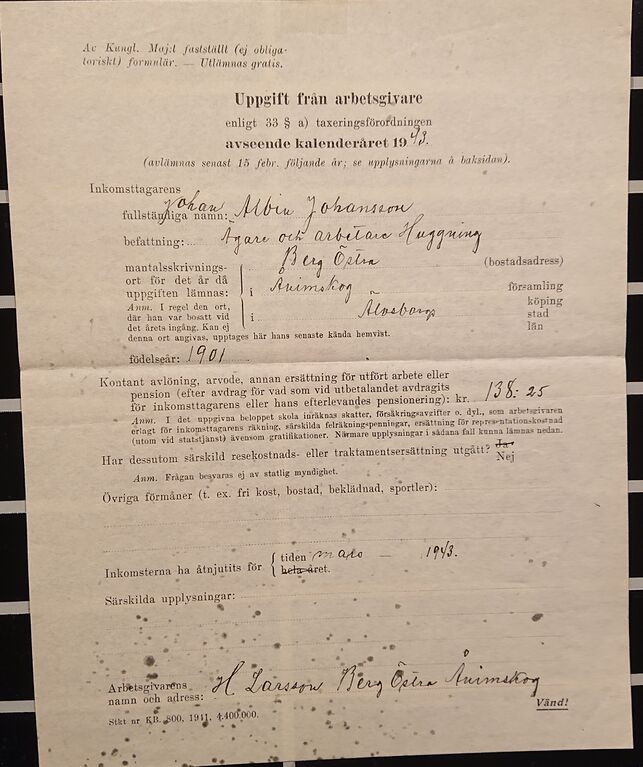 Av Kungl. Maj:t fastställt (ej obliga-
toriskt) formulär. — Utlämnas gratis.
Uppgift från arbetsgivare
enligt 33 § a) taxeringsförordningen
avseende kalenderåret 1943.
(avlämnas senast 15 febr. följande år; se upplysningarna å baksidan).
Inkomsttagarens
fullständiga namn: Johan Albin Johansson
befattning: Ägare och arbetare Huggning
mantalsskrivnings- Berg Östra (bostadsadress)
ort för det år då
uppgiften lämnas: i Ånimskog församling
köping
Anm. I regel den ort,
där han var bosatt vid i Älvsborgs stad
det årets ingång. Kan ej län
denna ort angivas, upptages här hans senaste kända hemvist.
födelseår: 1901
Kontant avlöning, arvode, annan ersättning för utfört arbete eller
pension (efter avdrag för vad som vid utbetalandet avdragits
för inkomsttagarens eller hans efterlevandes pensionering): kr. 138:-25
Anm. I det uppgivna beloppet skola inräknas skatter, försäkringsavgifter o. dyl., som arbetsgivaren
erlagt för inkomsttagarens räkning, särskilda felräkningspenningar, ersättning för representationskostnad
(utom vid statstjänst) ävensom gratifikationer. Närmare upplysningar i sådana fall kunna lämnas nedan.
Har dessutom särskild resekostnads- eller traktamentsersättning utgått? Ja
Nej
Anm. Frågan besvaras ej av statlig myndighet.
Övriga förmåner (t. ex. fri kost, bostad, beklädnad, sportler):
Inkomsterna ha åtnjutits för { tiden mars — 1943.
hela året.
Särskilda upplysningar:
Arbetsgivarens
namn och adress: H Larsson Berg Östra Ånimskog
Stkt nr KB. 800, 1941, 4.400.000.
Vänd!